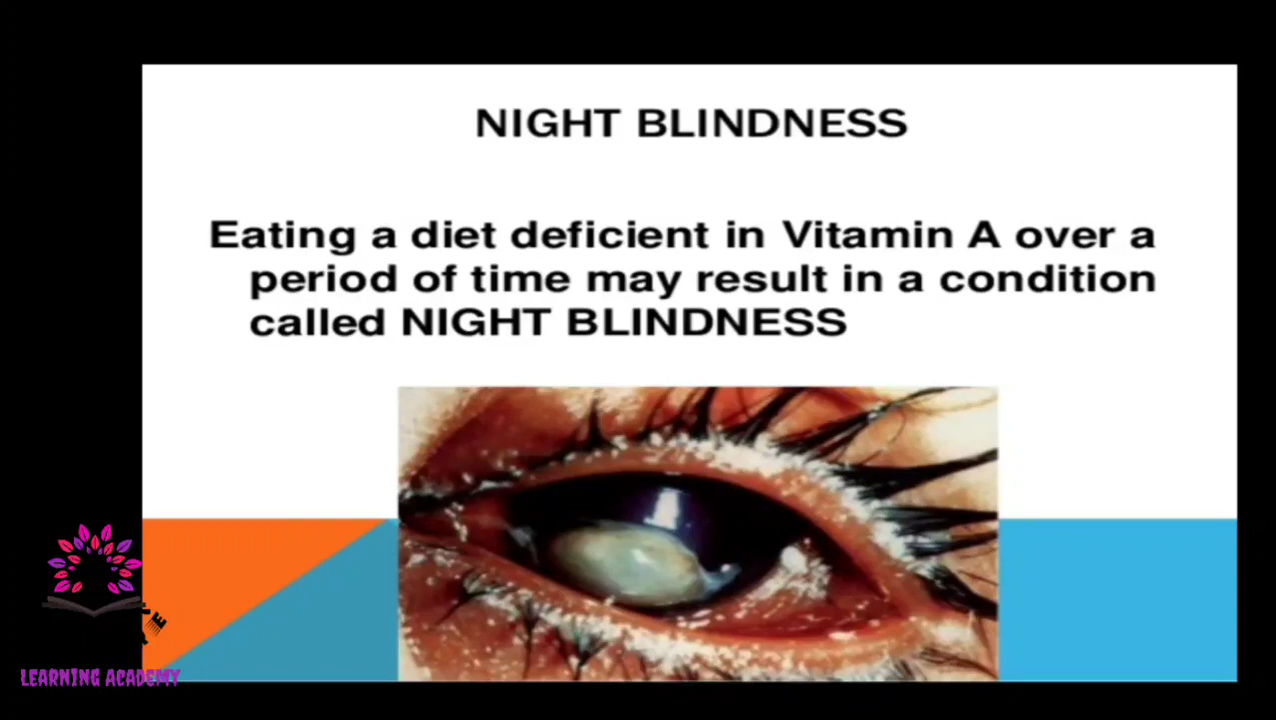 NIGHT BLINDNESS
Eating a diet deficient in Vitamin A over a
period of time may result in a condition
called NIGHT BLINDNESS
LEARNING ACADEMY